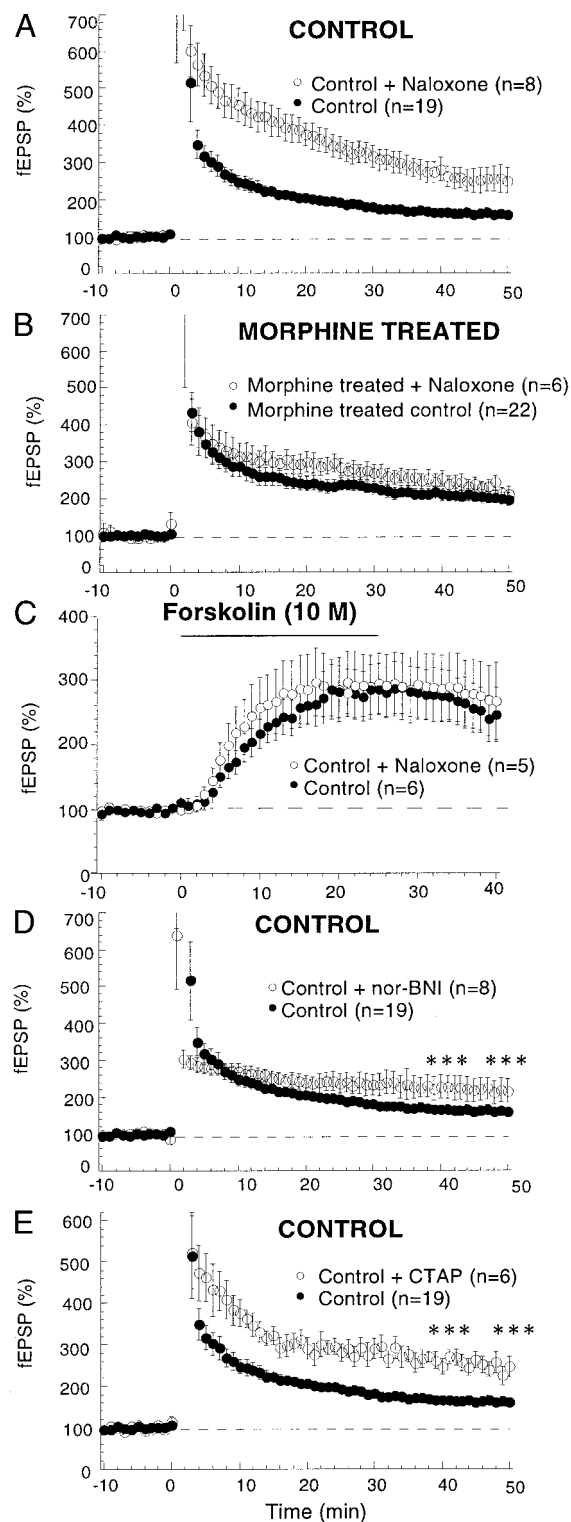 A
CONTROL
Control + Naloxone (n=8)
Control (n=19)
fEPSP (%)
700
600
500
400
300
200
100
0
-10 0 10 20 30 40 50
B
MORPHINE TREATED
Morphine treated + Naloxone (n=6)
Morphine treated control (n=22)
fEPSP (%)
700
600
500
400
300
200
100
0
-10 0 10 20 30 40 50
C
Forskolin (10 M)
Control + Naloxone (n=5)
Control (n=6)
fEPSP (%)
400
300
200
100
0
-10 0 10 20 30 40
D
CONTROL
Control + nor-BNI (n=8)
Control (n=19)
*** ***
fEPSP (%)
700
600
500
400
300
200
100
0
-10 0 10 20 30 40 50
E
CONTROL
Control + CTAP (n=6)
Control (n=19)
*** ***
fEPSP (%)
600
500
400
300
200
100
0
-10 0 10 20 30 40 50
Time (min)